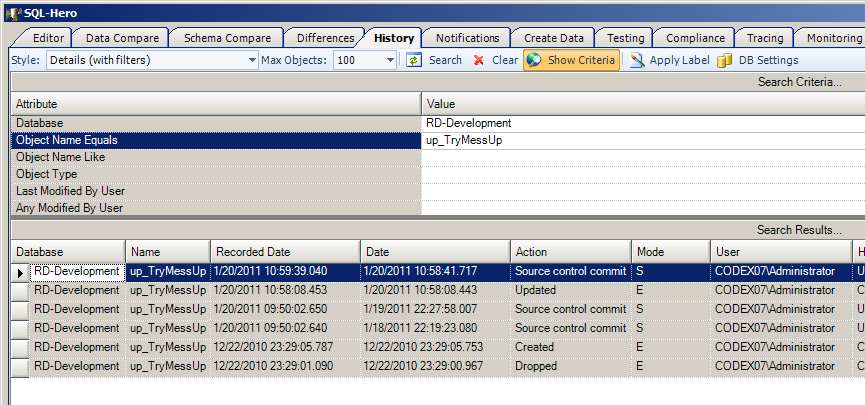 SQL-Hero
Editor Data Compare Schema Compare Differences History Notifications Create Data Testing Compliance Tracing Monitoring
Style: Details (with filters) Max Objects: 100 Search Clear Show Criteria Apply Label DB Settings
Search Criteria...
Attribute Value
Database RD-Development
Object Name Equals up_TryMessUp
Object Name Like
Object Type
Last Modified By User
Any Modified By User
Search Results...
Database Name Recorded Date Date Action Mode User H
RD-Development up_TryMessUp 1/20/2011 10:59:39.040 1/20/2011 10:58:41.717 Source control commit S CODEX07\Administrator U
RD-Development up_TryMessUp 1/20/2011 10:58:08.453 1/20/2011 10:58:08.443 Updated E CODEX07\Administrator C
RD-Development up_TryMessUp 1/20/2011 09:50:02.650 1/19/2011 22:27:58.007 Source control commit S CODEX07\Administrator U
RD-Development up_TryMessUp 1/20/2011 09:50:02.640 1/18/2011 22:19:23.080 Source control commit S CODEX07\Administrator U
RD-Development up_TryMessUp 12/22/2010 23:29:05.787 12/22/2010 23:29:05.753 Created E CODEX07\Administrator C
RD-Development up_TryMessUp 12/22/2010 23:29:01.090 12/22/2010 23:29:00.967 Dropped E CODEX07\Administrator C